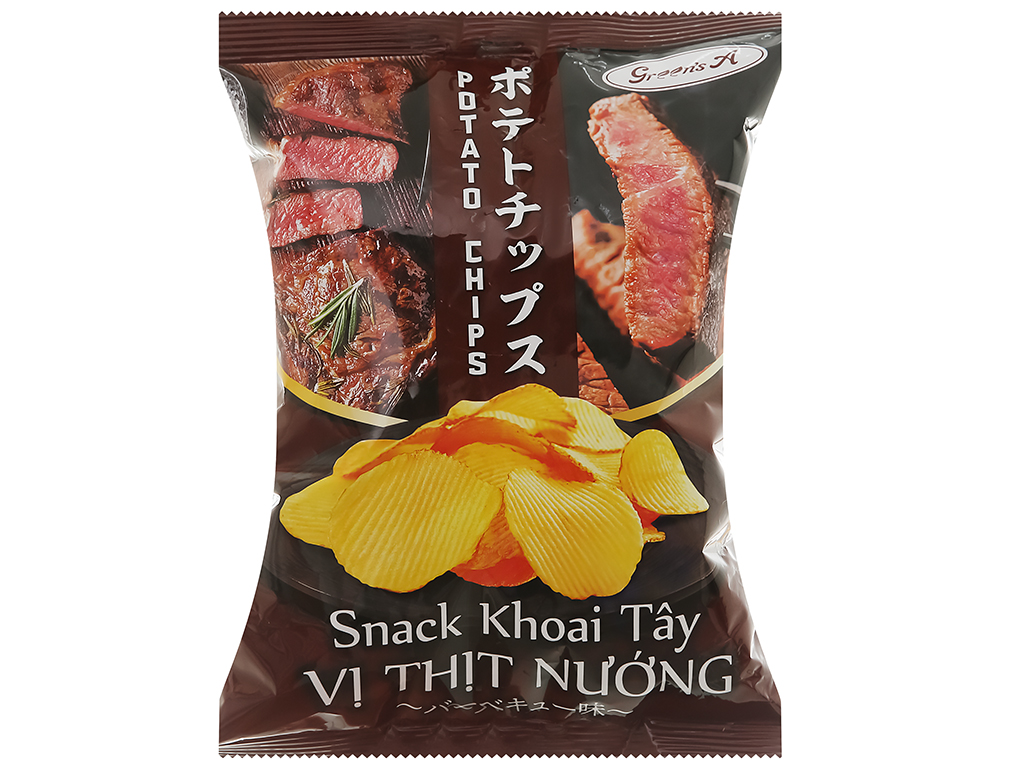 Green's A
ポテトチップス
POTATO CHIPS
Snack Khoai Tây
VỊ THỊT NƯỚNG
～バーベキュー味～